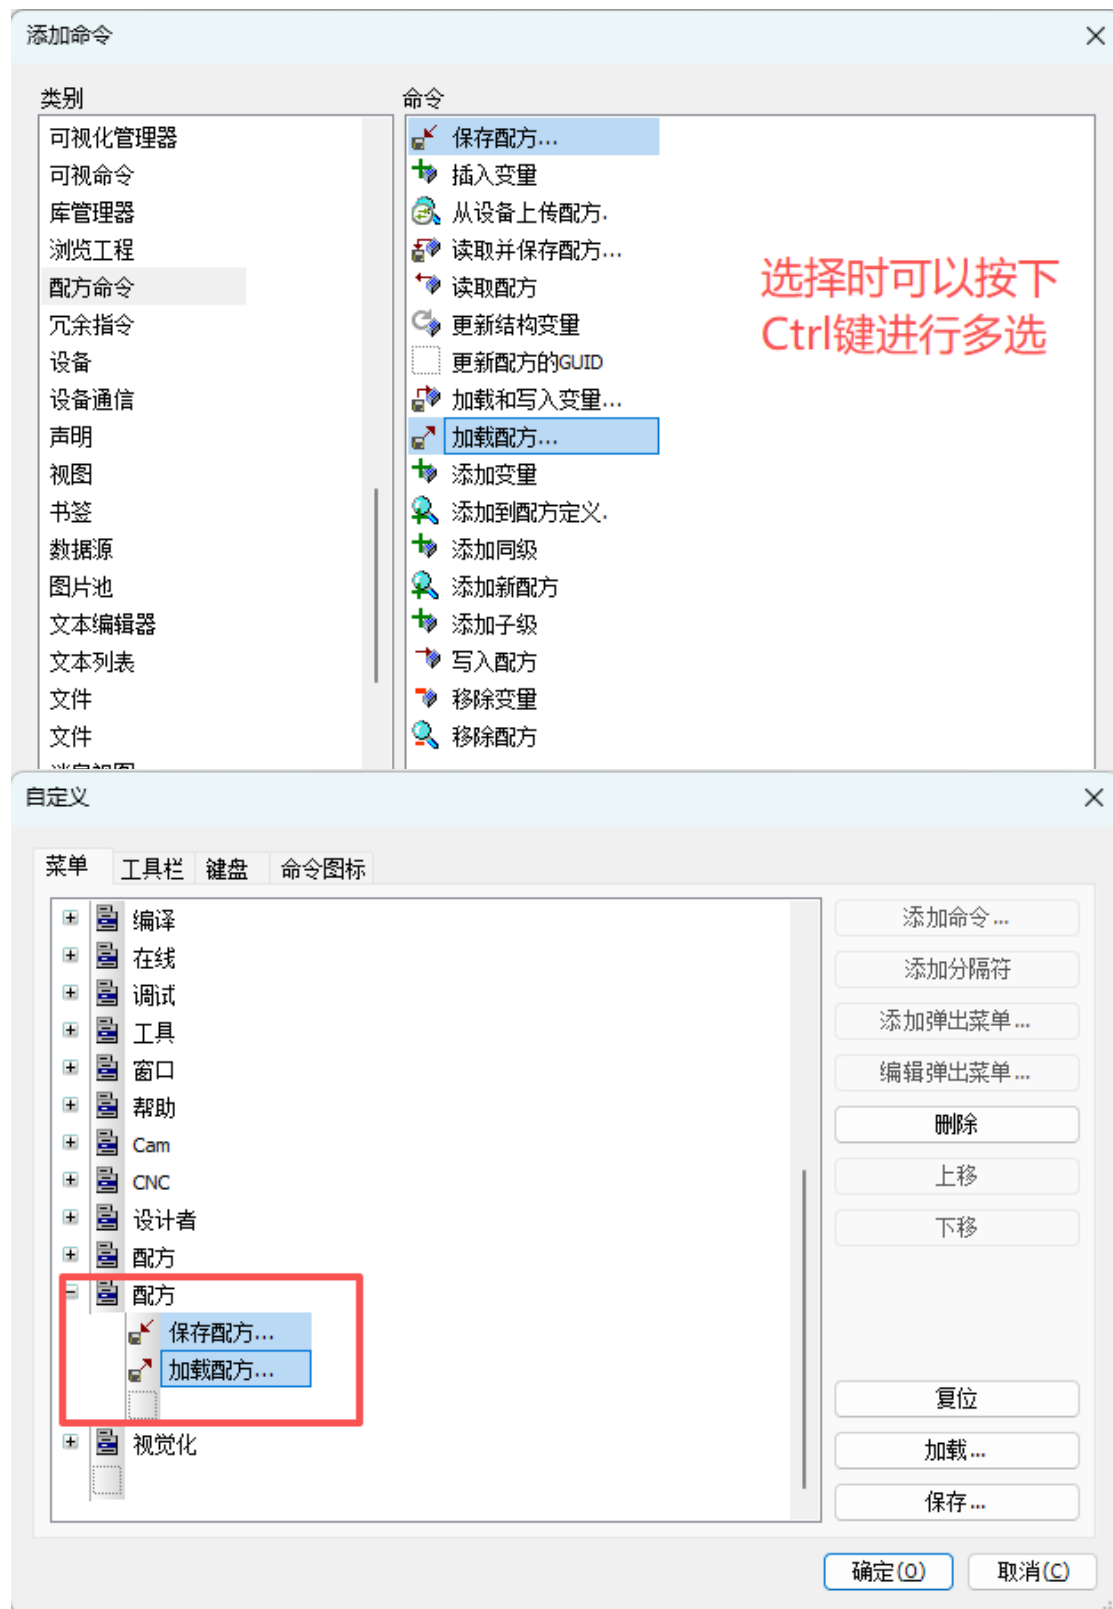 添加命令
类别
命令
可视化管理器
可视命令
库管理器
浏览工程
配方命令
冗余指令
设备
设备通信
声明
视图
书签
数据源
图片池
文本编辑器
文本列表
文件
文件
保存配方...
插入变量
从设备上传配方.
读取并保存配方...
读取配方
更新结构变量
更新配方的GUID
加载和写入变量...
加载配方...
添加变量
添加到配方定义.
添加同级
添加新配方
添加子级
写入配方
移除变量
移除配方
选择时可以按下
Ctrl键进行多选
自定义
菜单 工具栏 键盘 命令图标
编译
在线
调试
工具
窗口
帮助
Cam
CNC
设计者
配方
配方
保存配方...
加载配方...
视觉化
添加命令...
添加分隔符
添加弹出菜单...
编辑弹出菜单...
删除
上移
下移
复位
加载...
保存...
确定(O) 取消(C)